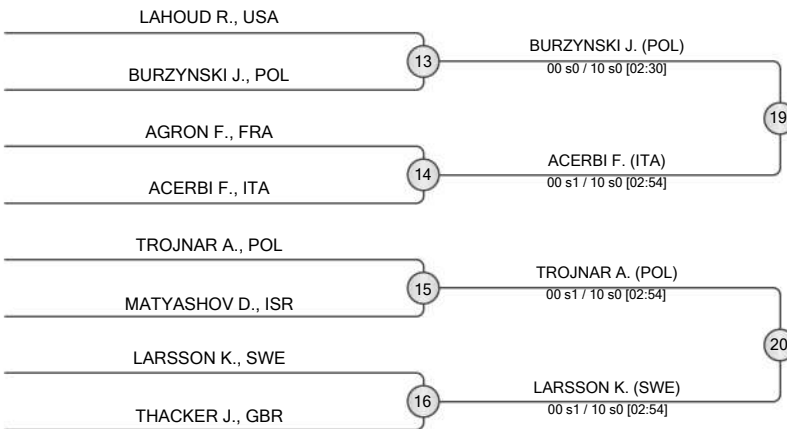 LAHOUD R., USA
13
BURZYNSKI J. (POL)
00 s0 / 10 s0 [02:30]
BURZYNSKI J., POL
19
AGRON F., FRA
14
ACERBI F. (ITA)
00 s1 / 10 s0 [02:54]
ACERBI F., ITA
TROJNAR A., POL
15
TROJNAR A. (POL)
00 s1 / 10 s0 [02:54]
MATYASHOV D., ISR
20
LARSSON K., SWE
16
LARSSON K. (SWE)
00 s1 / 10 s0 [02:54]
THACKER J., GBR